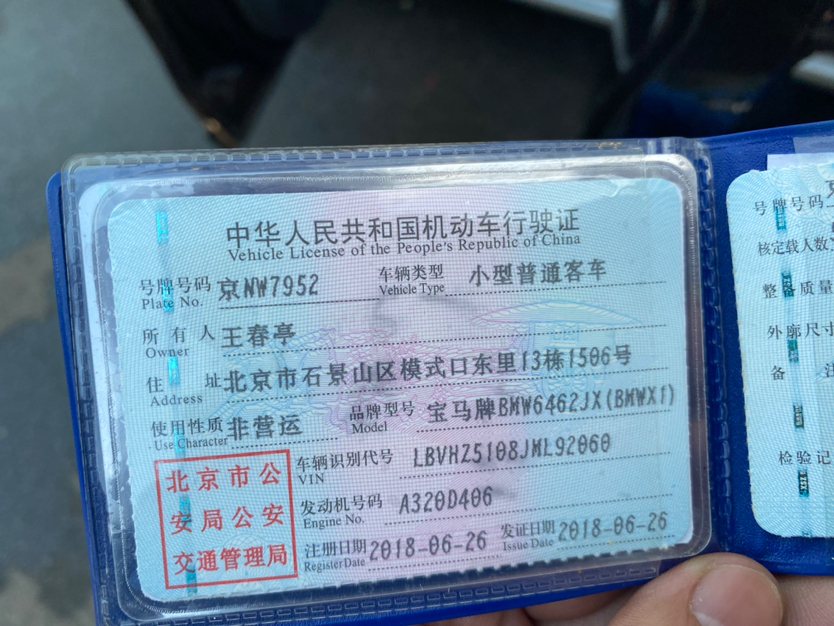 中华人民共和国机动车行驶证
Vehicle License of the People's Republic of China
号牌号码 京NW7952 车辆类型 小型普通客车
Plate No. Vehicle Type
所有人 王春亭
Owner
住址 北京市石景山区模式口东里13栋1506号
Address
使用性质 非营运 品牌型号 宝马牌BMW6462JX(BMWX1)
Use Character Model
车辆识别代号 LBVHZ5108JML92060
VIN
发动机号码 A320D406
Engine No.
注册日期 2018-06-26 发证日期 2018-06-26
Register Date Issue Date
北京市公
安局公安
交通管理局
号牌号码
核定载人数
整备质量
外廓尺寸
备注
检验记